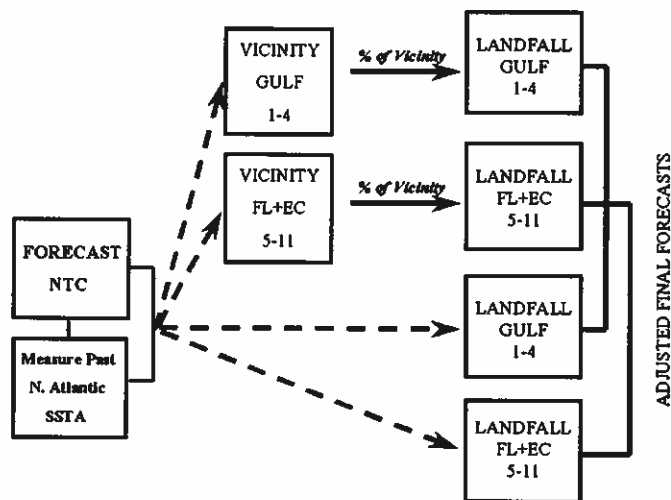 VICINITY
GULF
1-4
% of Vicinity
LANDFALL
GULF
1-4
VICINITY
FL+EC
5-11
% of Vicinity
LANDFALL
FL+EC
5-11
FORECAST
NTC
Measure Past
N. Atlantic
SSTA
LANDFALL
GULF
1-4
LANDFALL
FL+EC
5-11
ADJUSTED FINAL FORECASTS